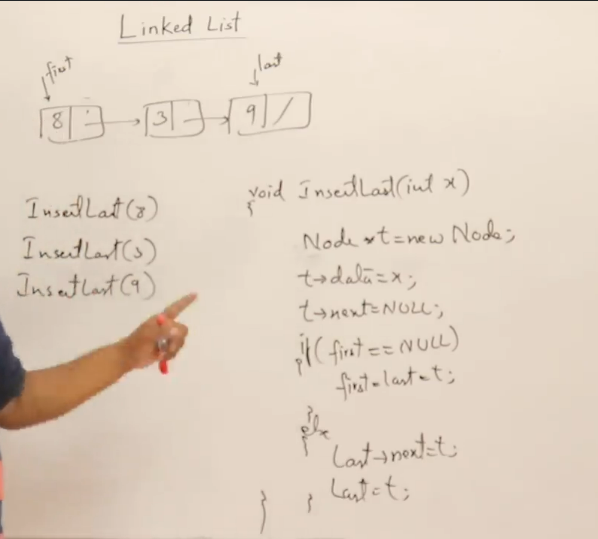 Linked List
first
last
8 3 9 /
InsertLast(8)
InsertLast(3)
InsertLast(9)
void InsertLast(int x)
{
Node *t=new Node;
t→data=x;
t→next=NULL;
if(first==NULL)
{
first=last=t;
}
else
{
Last→next=t;
Last=t;
}
}